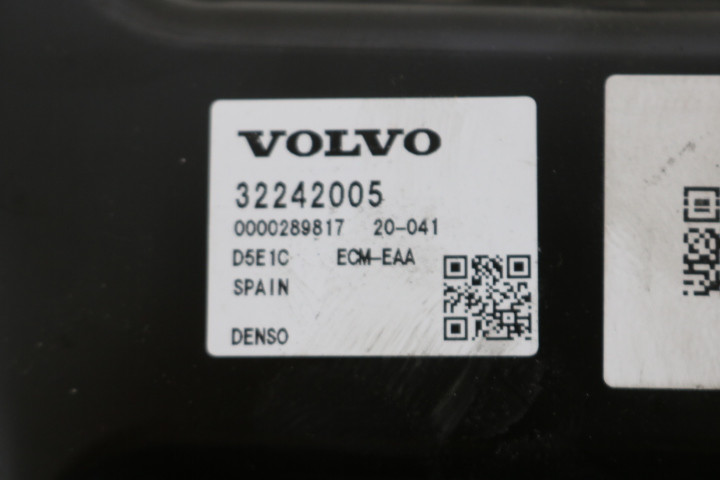 VOLVO
32242005
0000289817 20-041
D5E1C ECM-EAA
SPAIN
DENSO